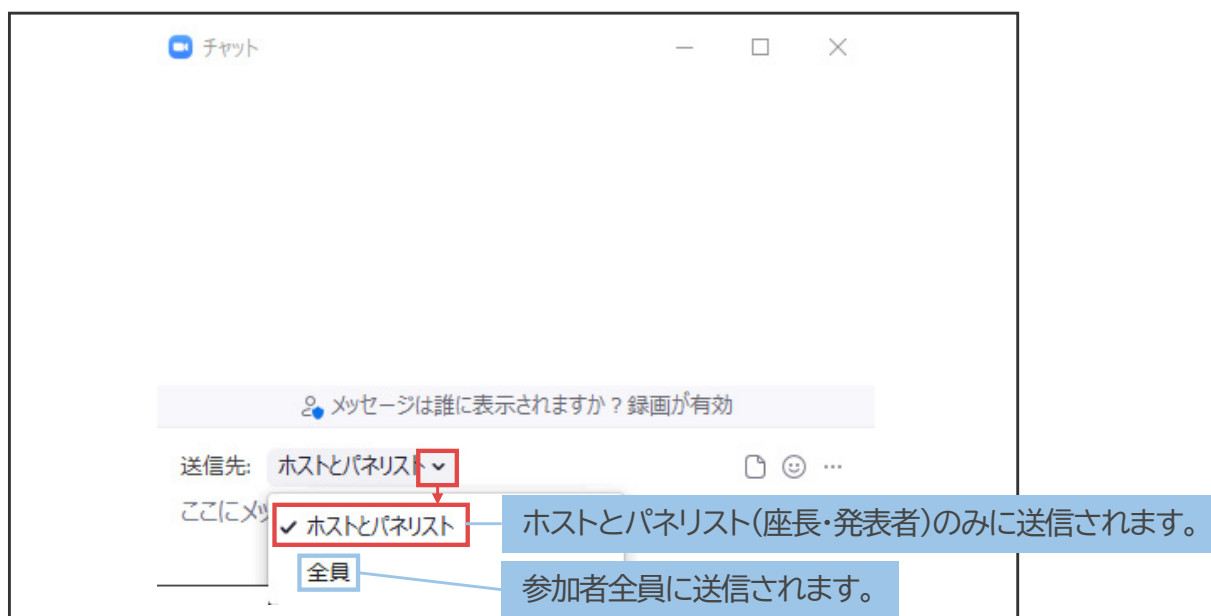 チャット
メッセージは誰に表示されますか？録画が有効
送信先: ホストとパネリスト
ここにメッ
ホストとパネリスト
ホストとパネリスト（座長・発表者）のみに送信されます。
全員
参加者全員に送信されます。